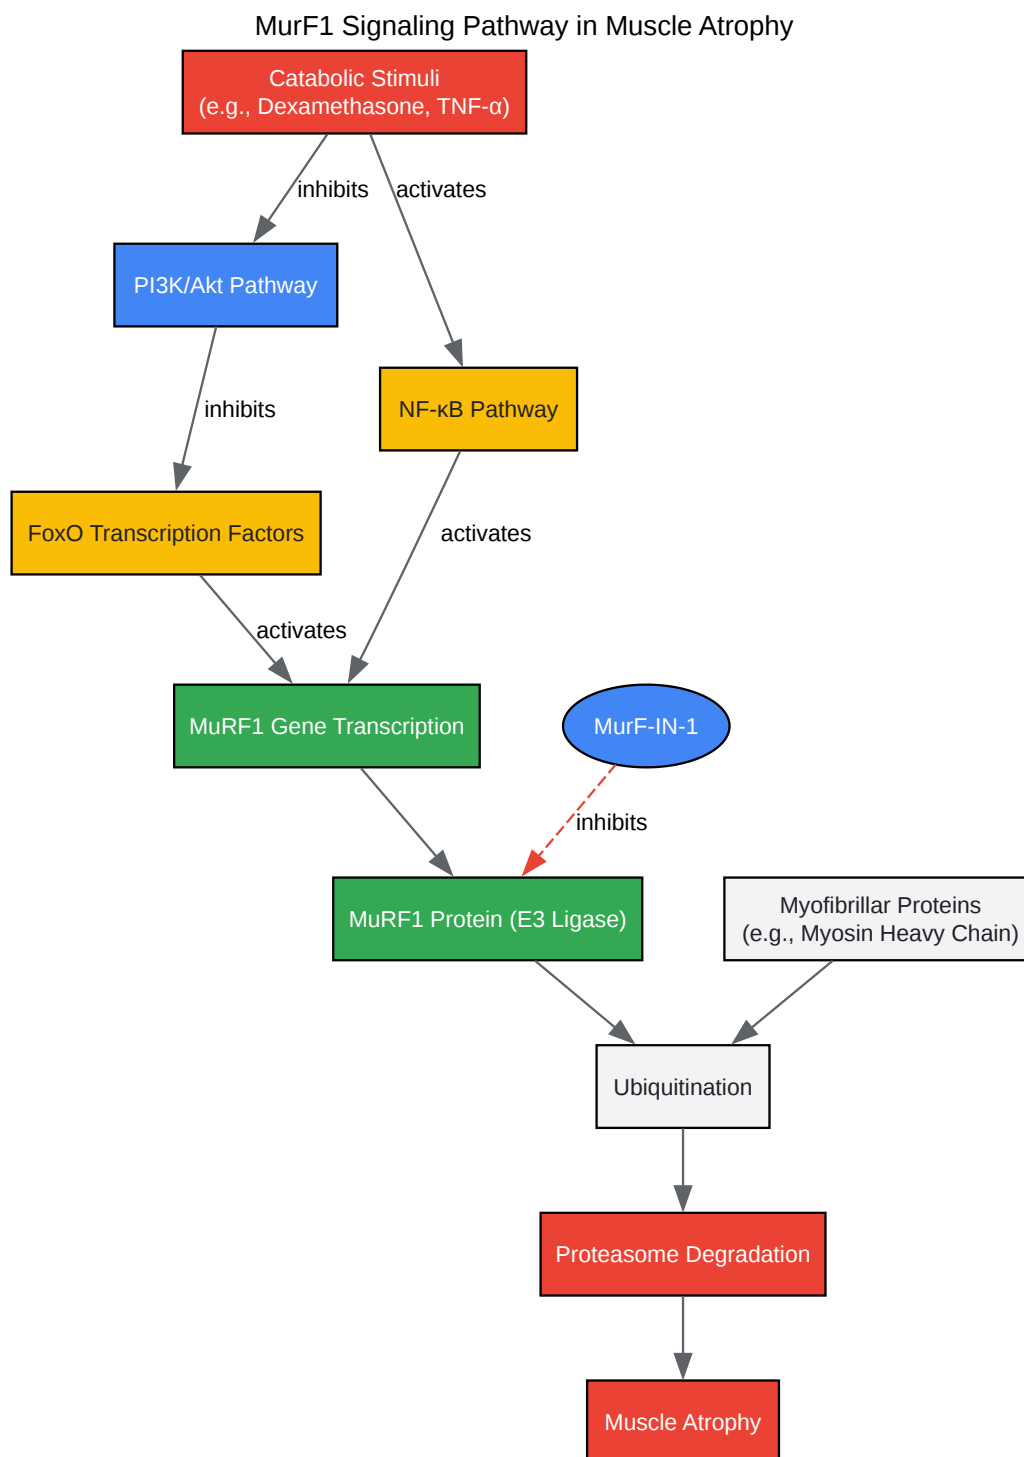 MurF1 Signaling Pathway in Muscle Atrophy
Catabolic Stimuli
(e.g., Dexamethasone, TNF-α)
inhibits
activates
PI3K/Akt Pathway
inhibits
NF-κB Pathway
FoxO Transcription Factors
activates
activates
MuRF1 Gene Transcription
MurF-IN-1
inhibits
MuRF1 Protein (E3 Ligase)
Myofibrillar Proteins
(e.g., Myosin Heavy Chain)
Ubiquitination
Proteasome Degradation
Muscle Atrophy